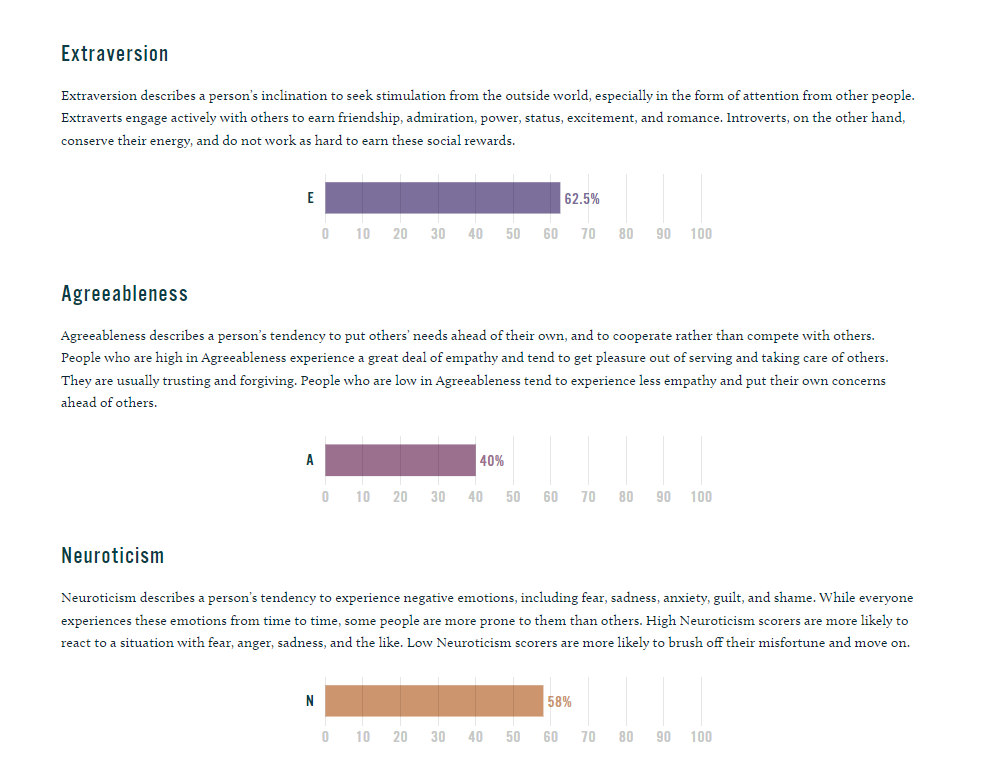 Extraversion
Extraversion describes a person’s inclination to seek stimulation from the outside world, especially in the form of attention from other people.
Extraverts engage actively with others to earn friendship, admiration, power, status, excitement, and romance. Introverts, on the other hand,
conserve their energy, and do not work as hard to earn these social rewards.
E 62.5%
0 10 20 30 40 50 60 70 80 90 100
Agreeableness
Agreeableness describes a person’s tendency to put others’ needs ahead of their own, and to cooperate rather than compete with others.
People who are high in Agreeableness experience a great deal of empathy and tend to get pleasure out of serving and taking care of others.
They are usually trusting and forgiving. People who are low in Agreeableness tend to experience less empathy and put their own concerns
ahead of others.
A 40%
0 10 20 30 40 50 60 70 80 90 100
Neuroticism
Neuroticism describes a person’s tendency to experience negative emotions, including fear, sadness, anxiety, guilt, and shame. While everyone
experiences these emotions from time to time, some people are more prone to them than others. High Neuroticism scorers are more likely to
react to a situation with fear, anger, sadness, and the like. Low Neuroticism scorers are more likely to brush off their misfortune and move on.
N 58%
0 10 20 30 40 50 60 70 80 90 100